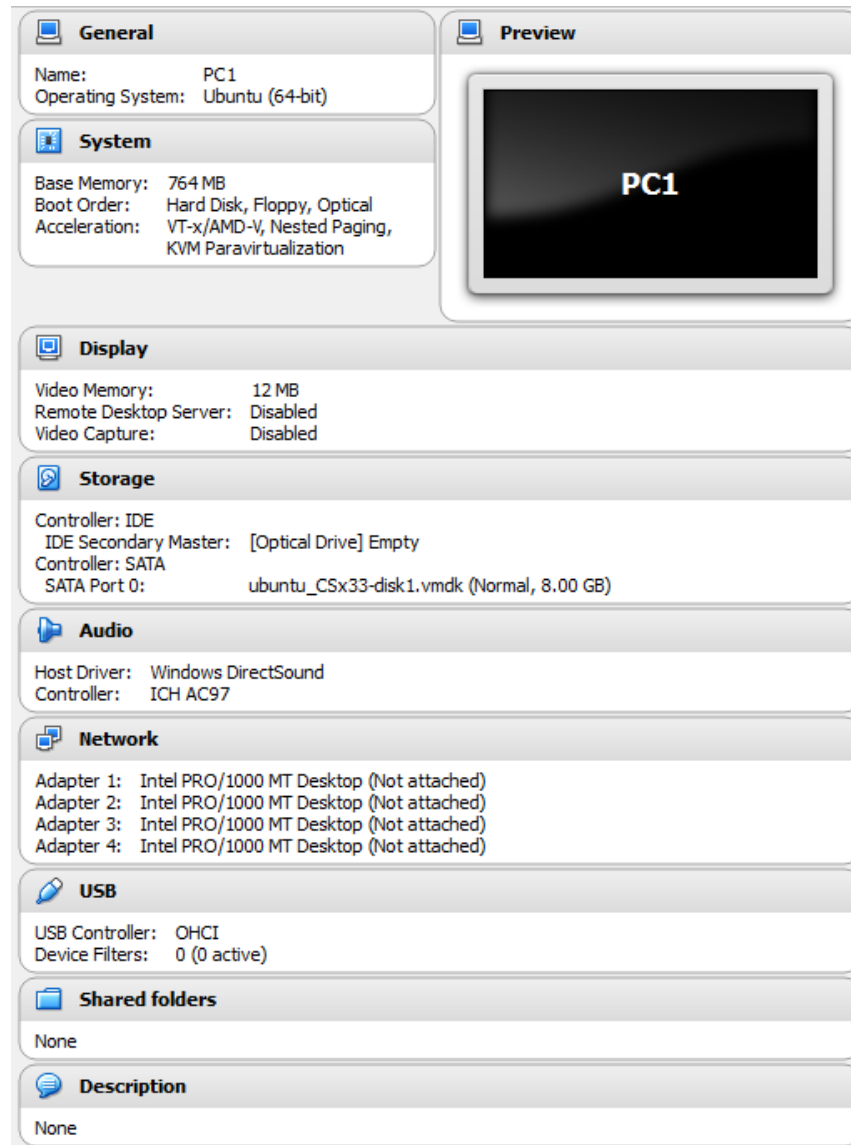 General
Name: PC1
Operating System: Ubuntu (64-bit)
System
Base Memory: 764 MB
Boot Order: Hard Disk, Floppy, Optical
Acceleration: VT-x/AMD-V, Nested Paging,
KVM Paravirtualization
Preview
PC1
Display
Video Memory: 12 MB
Remote Desktop Server: Disabled
Video Capture: Disabled
Storage
Controller: IDE
IDE Secondary Master: [Optical Drive] Empty
Controller: SATA
SATA Port 0: ubuntu_CSx33-disk1.vmdk (Normal, 8.00 GB)
Audio
Host Driver: Windows DirectSound
Controller: ICH AC97
Network
Adapter 1: Intel PRO/1000 MT Desktop (Not attached)
Adapter 2: Intel PRO/1000 MT Desktop (Not attached)
Adapter 3: Intel PRO/1000 MT Desktop (Not attached)
Adapter 4: Intel PRO/1000 MT Desktop (Not attached)
USB
USB Controller: OHCI
Device Filters: 0 (0 active)
Shared folders
None
Description
None